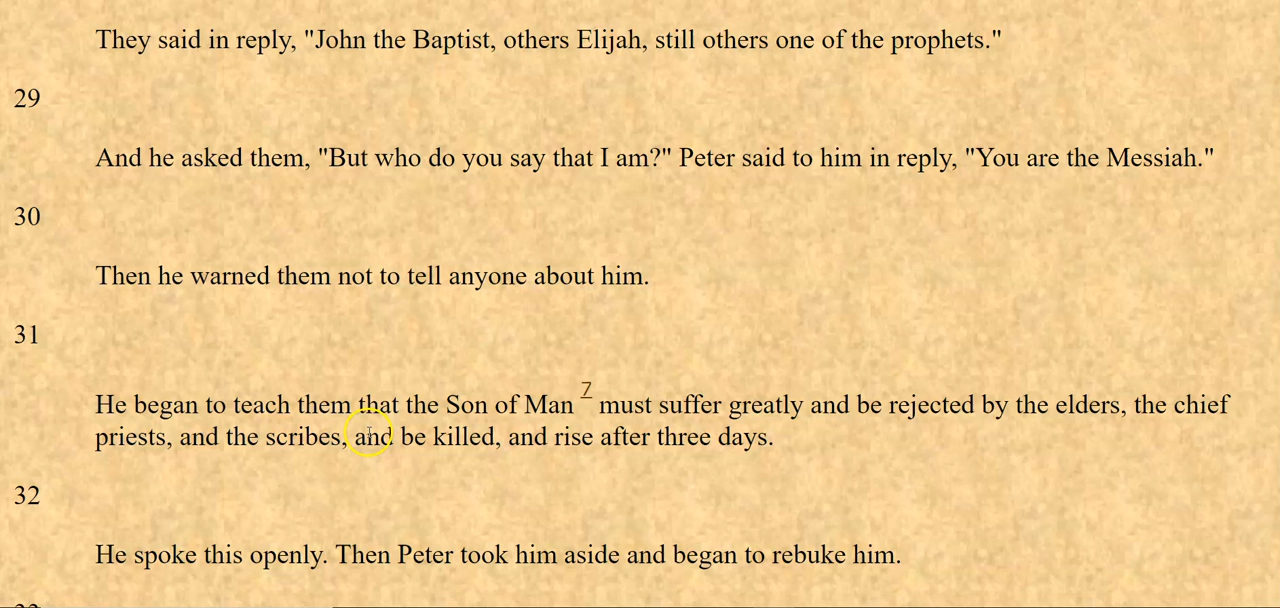 They said in reply, "John the Baptist, others Elijah, still others one of the prophets."
29
And he asked them, "But who do you say that I am?" Peter said to him in reply, "You are the Messiah."
30
Then he warned them not to tell anyone about him.
31
He began to teach them that the Son of Man 7 must suffer greatly and be rejected by the elders, the chief
priests, and the scribes, and be killed, and rise after three days.
32
He spoke this openly. Then Peter took him aside and began to rebuke him.